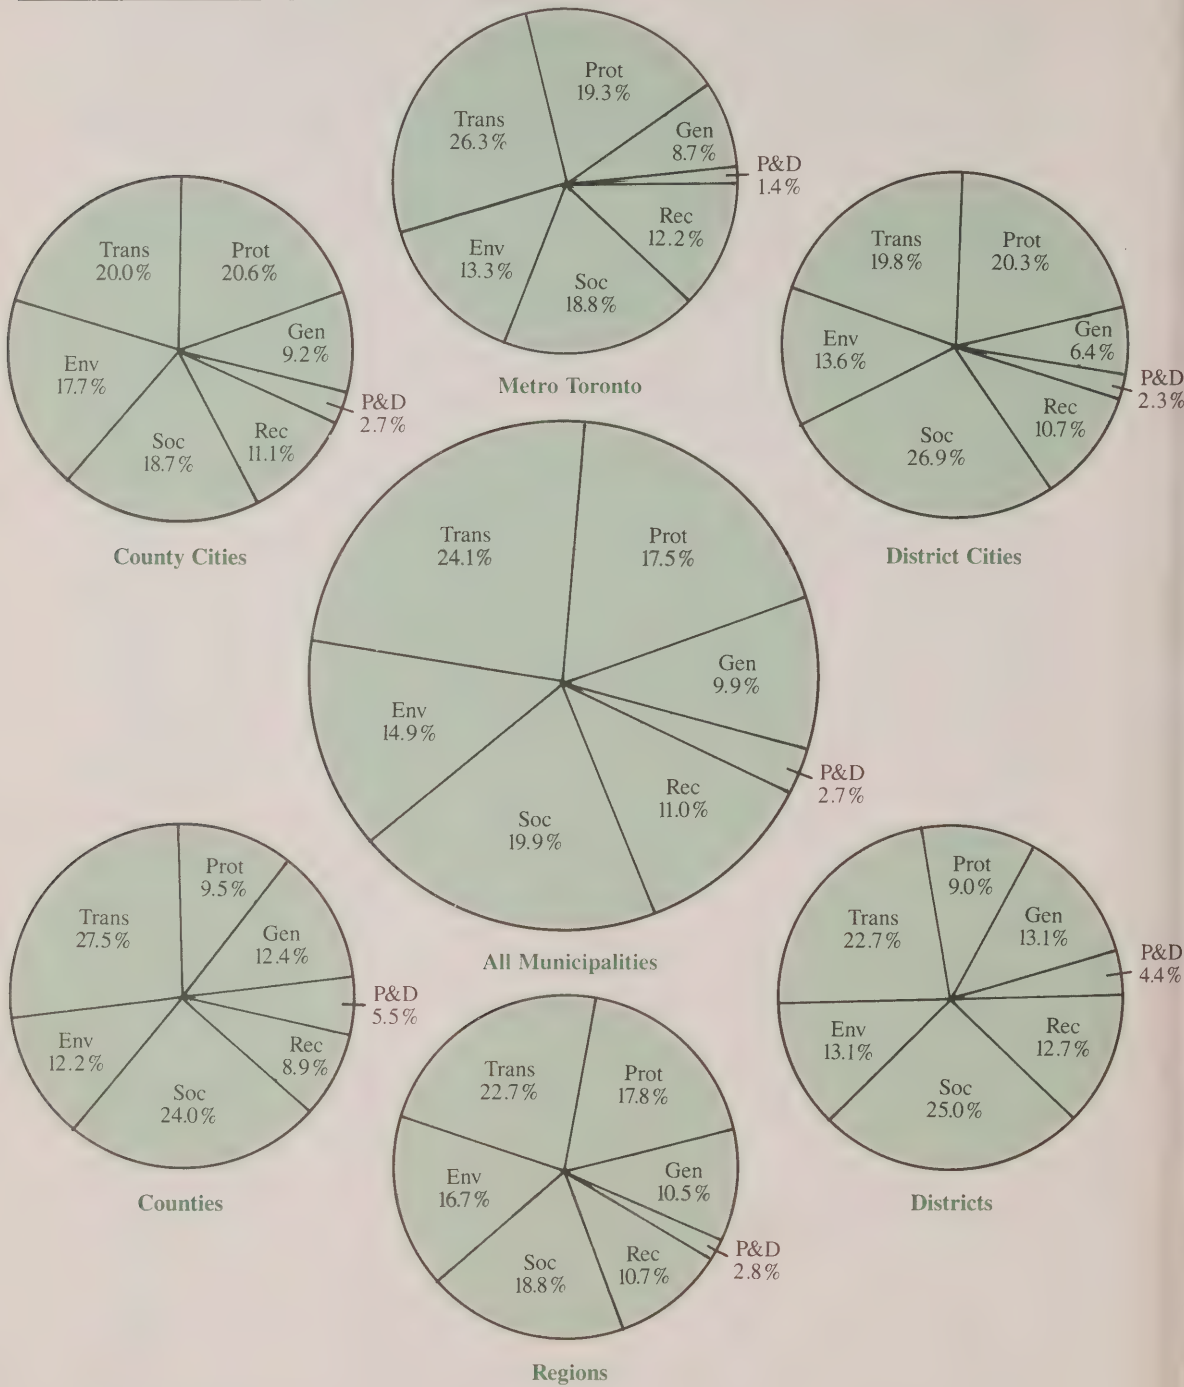 Prot
19.3%
Trans
26.3%
Gen
8.7%
P&D
1.4%
Rec
12.2%
Env
13.3%
Soc
18.8%
Metro Toronto
Trans
20.0%
Prot
20.6%
Gen
9.2%
Env
17.7%
P&D
2.7%
Rec
11.1%
Soc
18.7%
County Cities
Trans
19.8%
Prot
20.3%
Gen
6.4%
Env
13.6%
P&D
2.3%
Rec
10.7%
Soc
26.9%
District Cities
Trans
24.1%
Prot
17.5%
Gen
9.9%
Env
14.9%
P&D
2.7%
Rec
11.0%
Soc
19.9%
All Municipalities
Prot
9.5%
Trans
27.5%
Gen
12.4%
P&D
5.5%
Env
12.2%
Rec
8.9%
Soc
24.0%
Counties
Prot
9.0%
Trans
22.7%
Gen
13.1%
P&D
4.4%
Env
13.1%
Rec
12.7%
Soc
25.0%
Districts
Trans
22.7%
Prot
17.8%
Env
16.7%
Gen
10.5%
P&D
2.8%
Soc
18.8%
Rec
10.7%
Regions